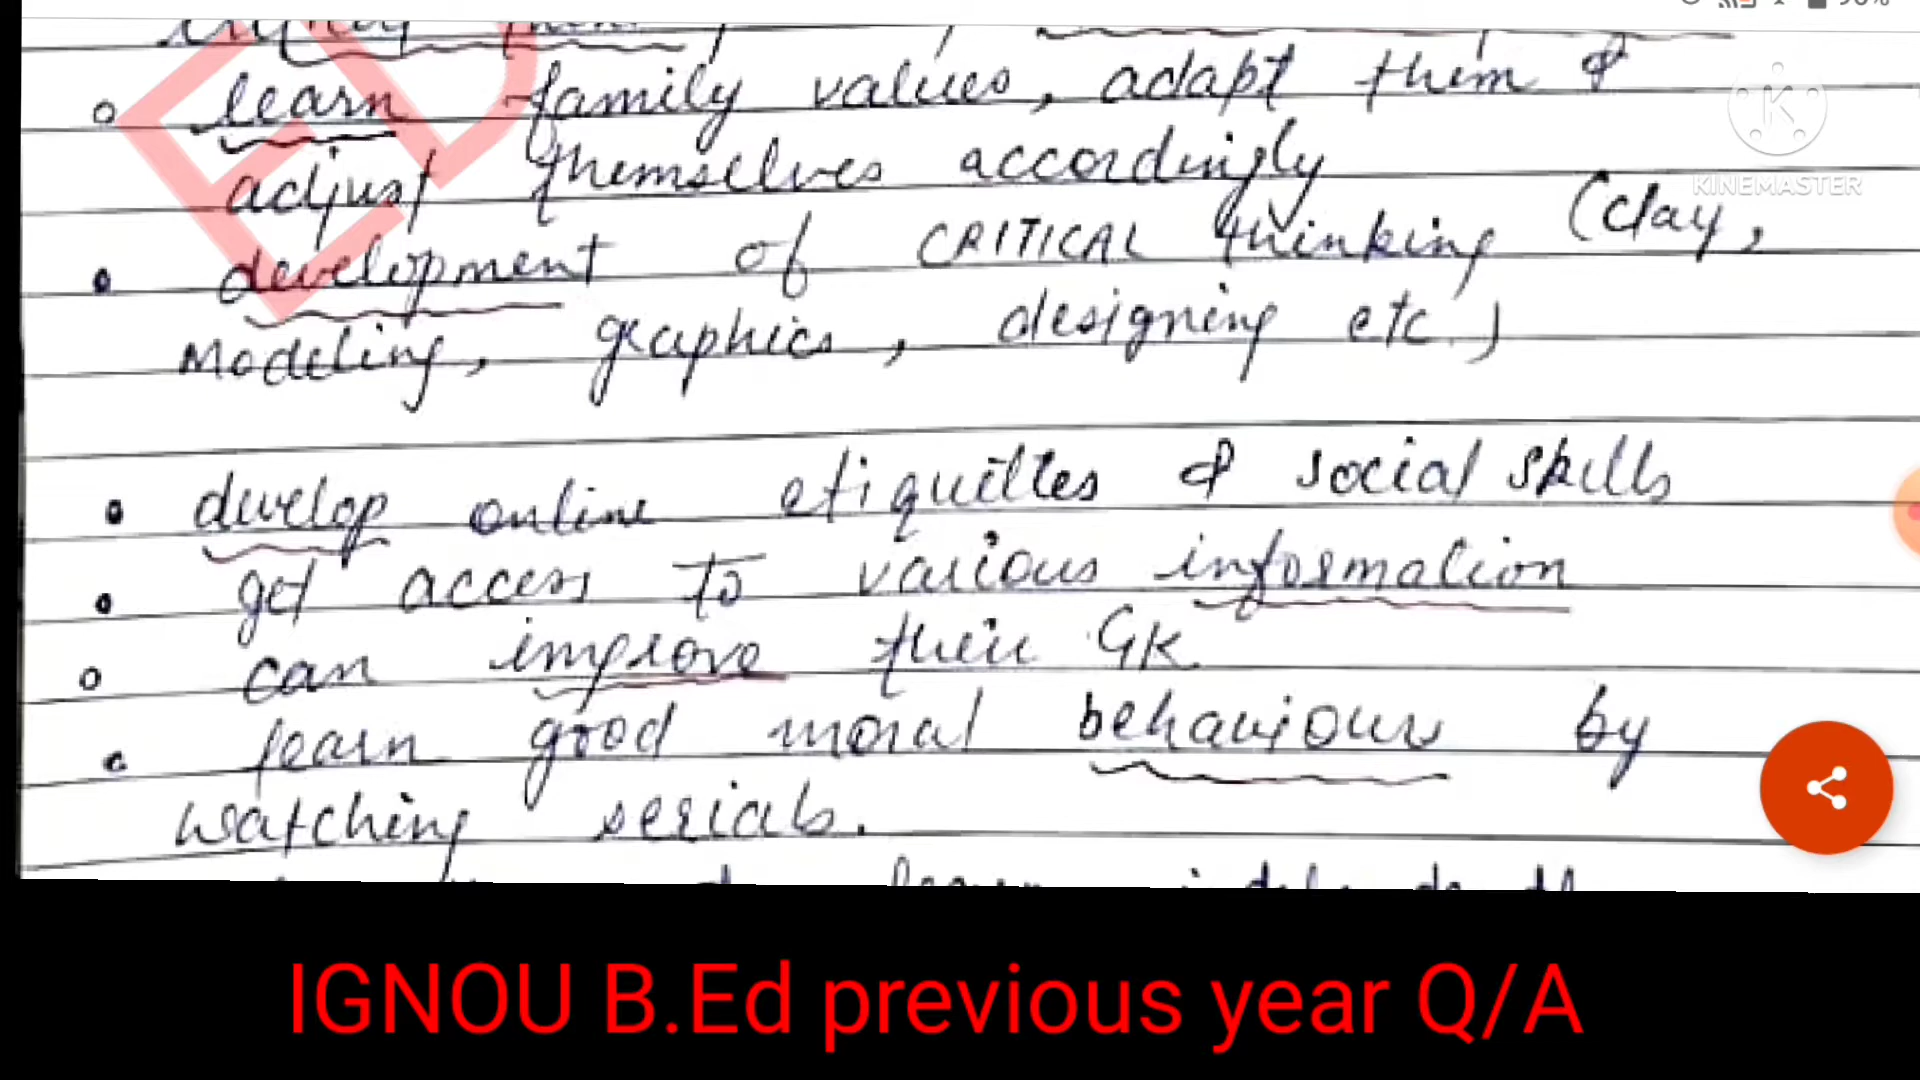 90%
learn family values, adapt them &
adjust themselves accordingly
development of CRITICAL thinking (clay,
Modeling, graphics, designing etc.)
develop online etiquettes & social skills
get access to various information
can improve their GK
learn good moral behaviour by
watching serials.
KINEMASTER
IGNOU B.Ed previous year Q/A